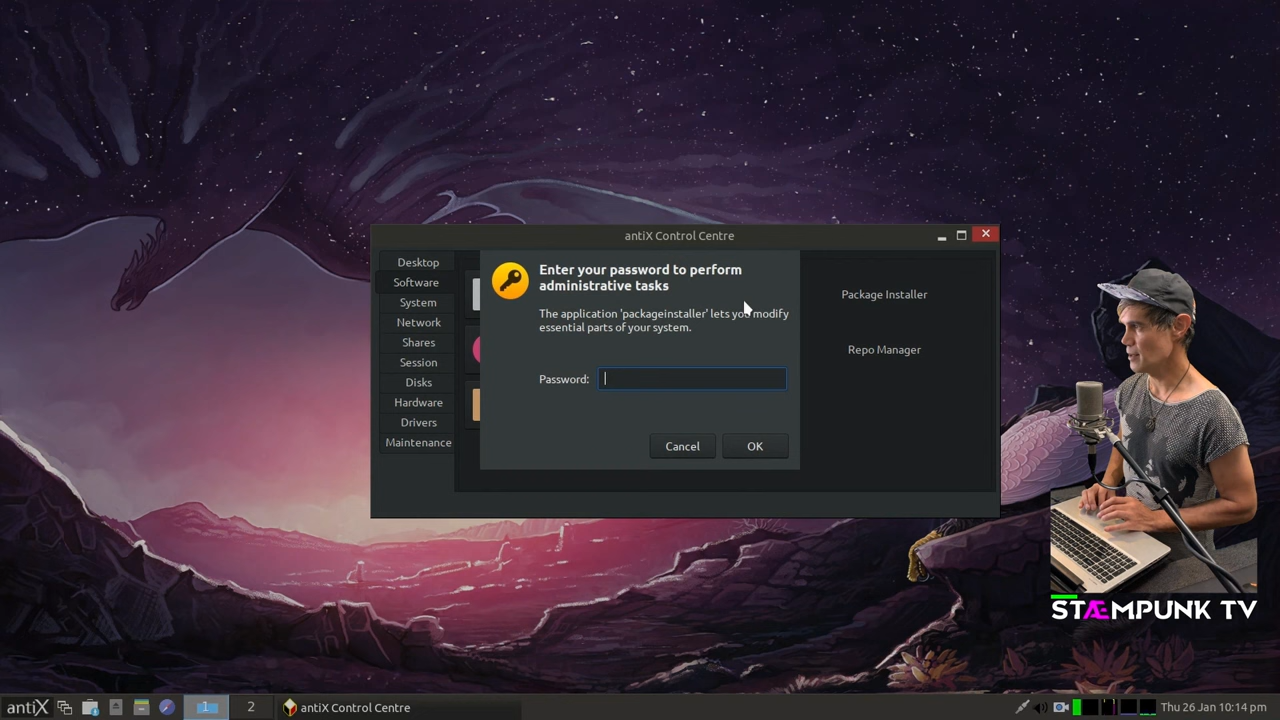 antiX Control Centre
Desktop
Software
System
Network
Shares
Session
Disks
Hardware
Drivers
Maintenance
Enter your password to perform
administrative tasks
The application 'packageinstaller' lets you modify
essential parts of your system.
Password:
Cancel
OK
Package Installer
Repo Manager
STÆMPUNK TV
antiX
1
2
antiX Control Centre
Thu 26 Jan 10:14 pm